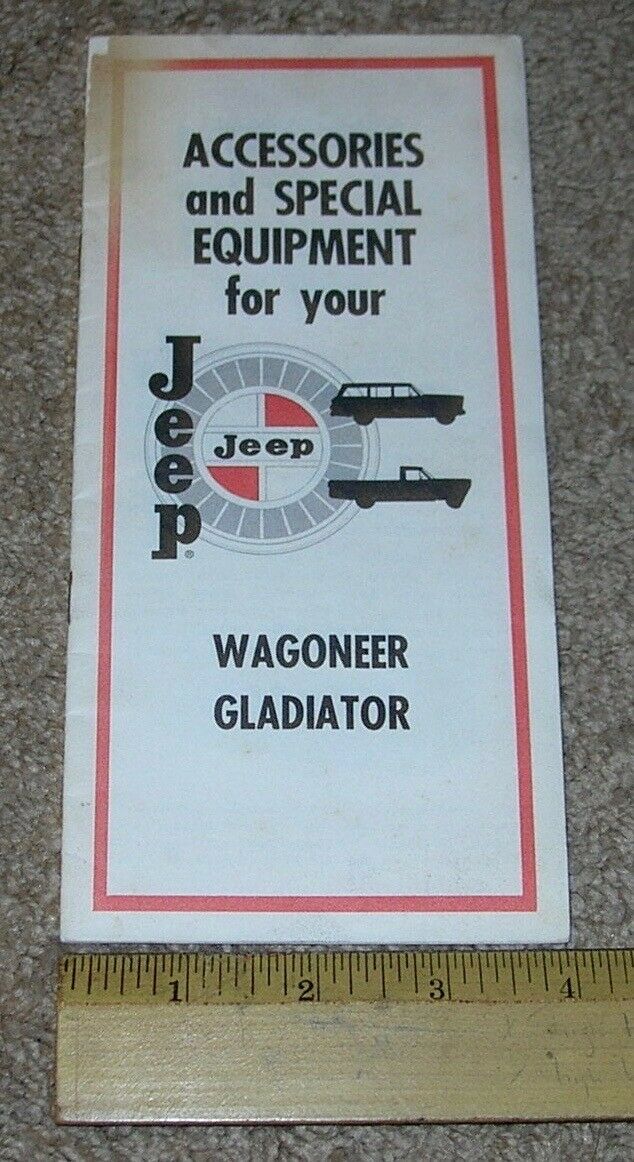 ACCESSORIES
and SPECIAL
EQUIPMENT
for your
Jeep®
Jeep
WAGONEER
GLADIATOR
1 2 3 4